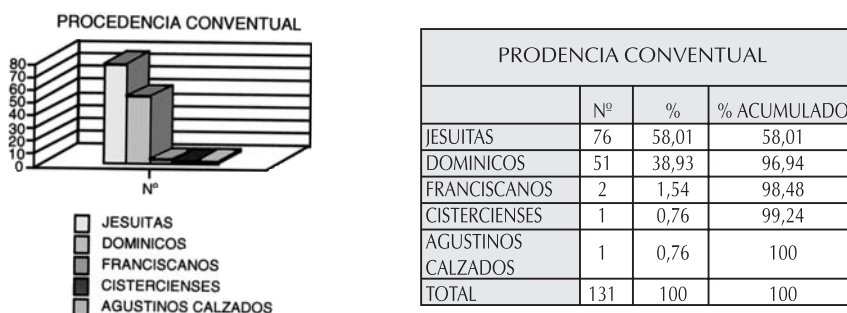 PROCEDENCIA CONVENTUAL
80
70
60
50
40
30
20
10
0
Nº
JESUITAS
DOMINICOS
FRANCISCANOS
CISTERCIENSES
AGUSTINOS CALZADOS
PRODENCIA CONVENTUAL
Nº % % ACUMULADO
JESUITAS 76 58,01 58,01
DOMINICOS 51 38,93 96,94
FRANCISCANOS 2 1,54 98,48
CISTERCIENSES 1 0,76 99,24
AGUSTINOS
CALZADOS 1 0,76 100
TOTAL 131 100 100